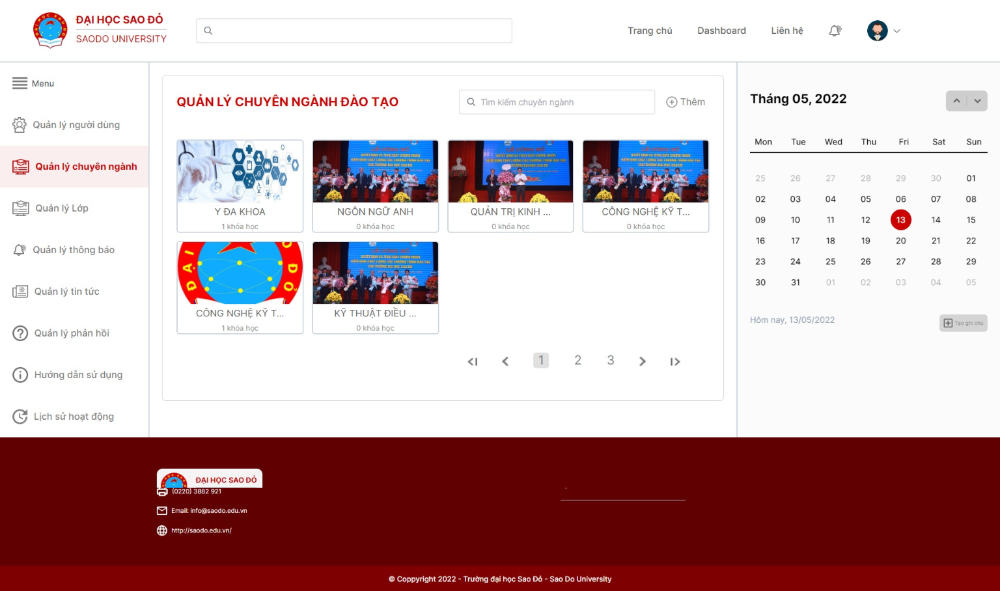 ĐẠI HỌC SAO ĐỎ
SAODO UNIVERSITY
Trang chủ
Dashboard
Liên hệ
Menu
Quản lý người dùng
Quản lý chuyên ngành
Quản lý Lớp
Quản lý thông báo
Quản lý tin tức
Quản lý phản hồi
Hướng dẫn sử dụng
Lịch sử hoạt động
QUẢN LÝ CHUYÊN NGÀNH ĐÀO TẠO
Tìm kiếm chuyên ngành
Thêm
Y ĐA KHOA
1 khóa học
NGÔN NGỮ ANH
0 khóa học
QUẢN TRỊ KINH ...
0 khóa học
CÔNG NGHỆ KỸ T...
0 khóa học
CÔNG NGHỆ KỸ T...
1 khóa học
KỸ THUẬT ĐIỀU ...
0 khóa học
1 2 3
Tháng 05, 2022
Mon Tue Wed Thu Fri Sat Sun
25 26 27 28 29 30 01
02 03 04 05 06 07 08
09 10 11 12 13 14 15
16 17 18 19 20 21 22
23 24 25 26 27 28 29
30 31 01 02 03 04 05
Hôm nay, 13/05/2022
Tạo ghi chú
ĐẠI HỌC SAO ĐỎ
(0220) 3882 921
Email: info@saodo.edu.vn
http://saodo.edu.vn/
© Coppyright 2022 - Trường đại học Sao Đỏ - Sao Do University